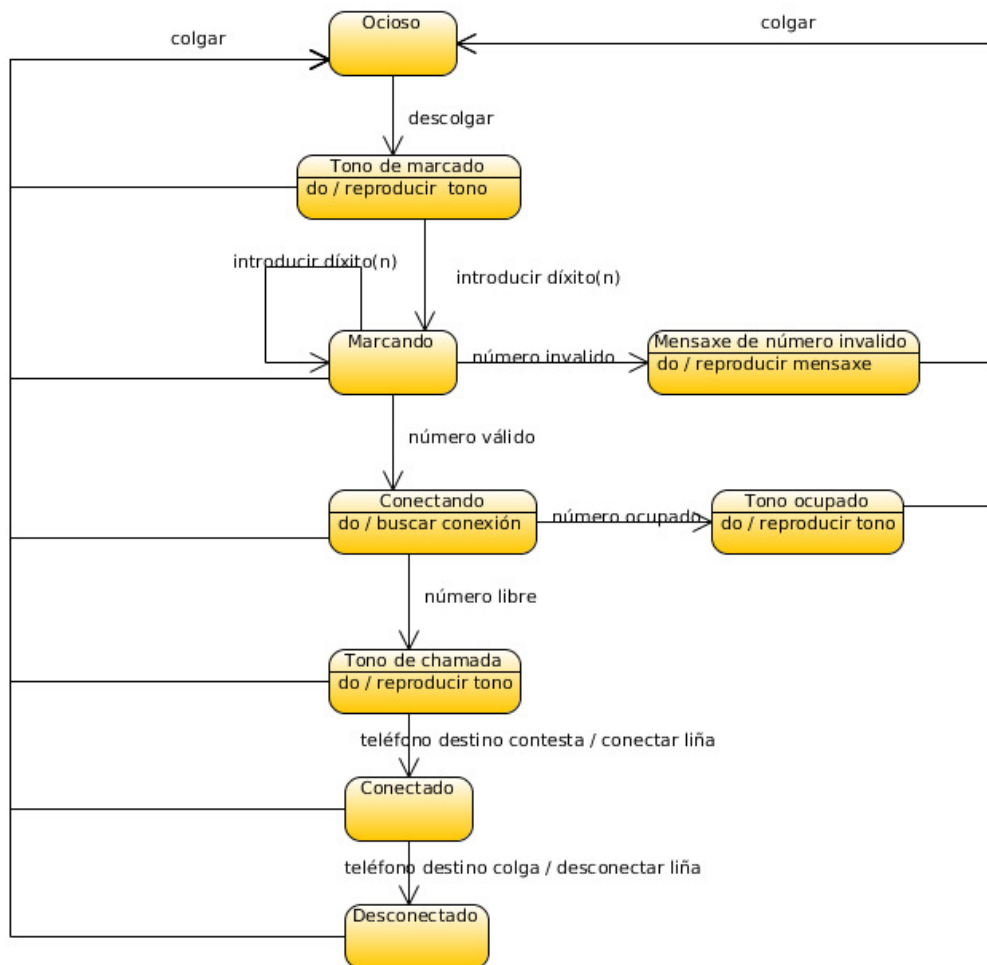 Ocioso
colgar
colgar
descolgar
Tono de marcado
do / reproducir tono
introducir díxito(n)
introducir díxito(n)
Marcando
número invalido
Mensaxe de número invalido
do / reproducir mensaxe
número válido
Conectando
do / buscar conexión
número ocupado
Tono ocupado
do / reproducir tono
número libre
Tono de chamada
do / reproducir tono
teléfono destino contesta / conectar liña
Conectado
teléfono destino colga / desconectar liña
Desconectado